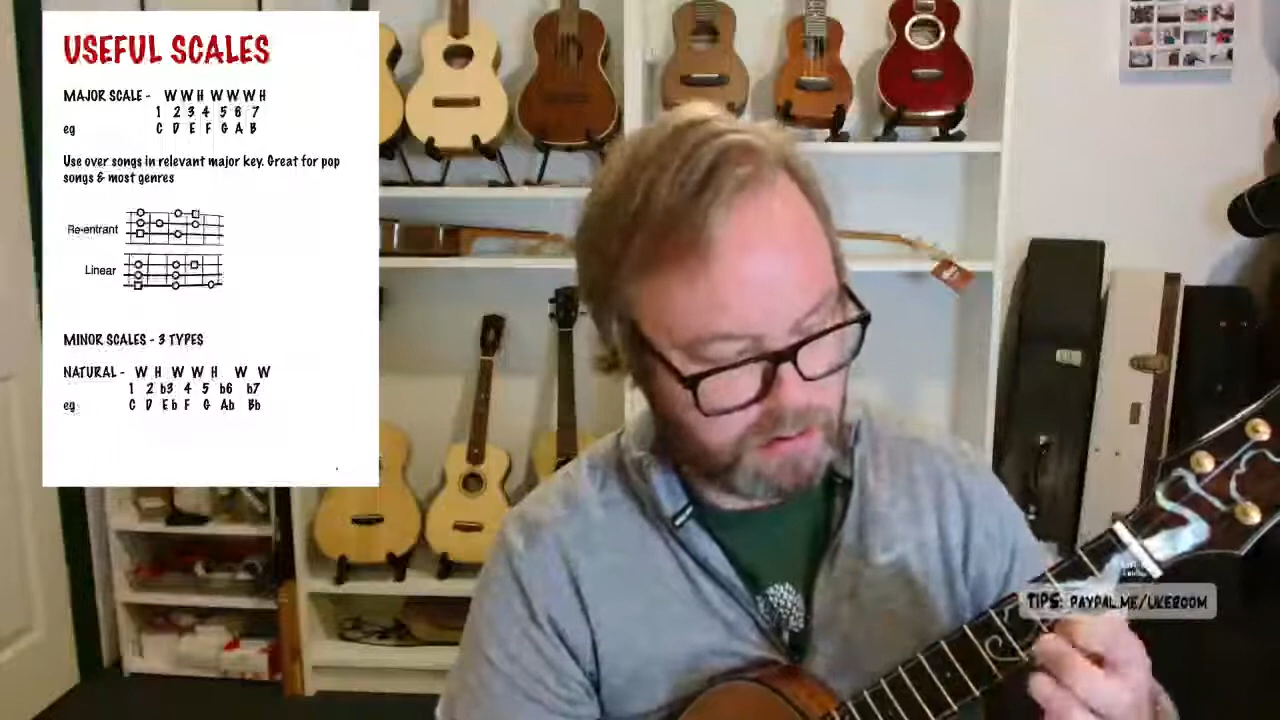 USEFUL SCALES
MAJOR SCALE - W W H W W W H
1 2 3 4 5 6 7
eg C D E F G A B
Use over songs in relevant major key. Great for pop
songs & most genres
Re-entrant
Linear
MINOR SCALES - 3 TYPES
NATURAL - W H W W H W W
1 2 b3 4 5 b6 b7
eg C D Eb F G Ab Bb
TIPS: PAYPAL.ME/UKEROOM